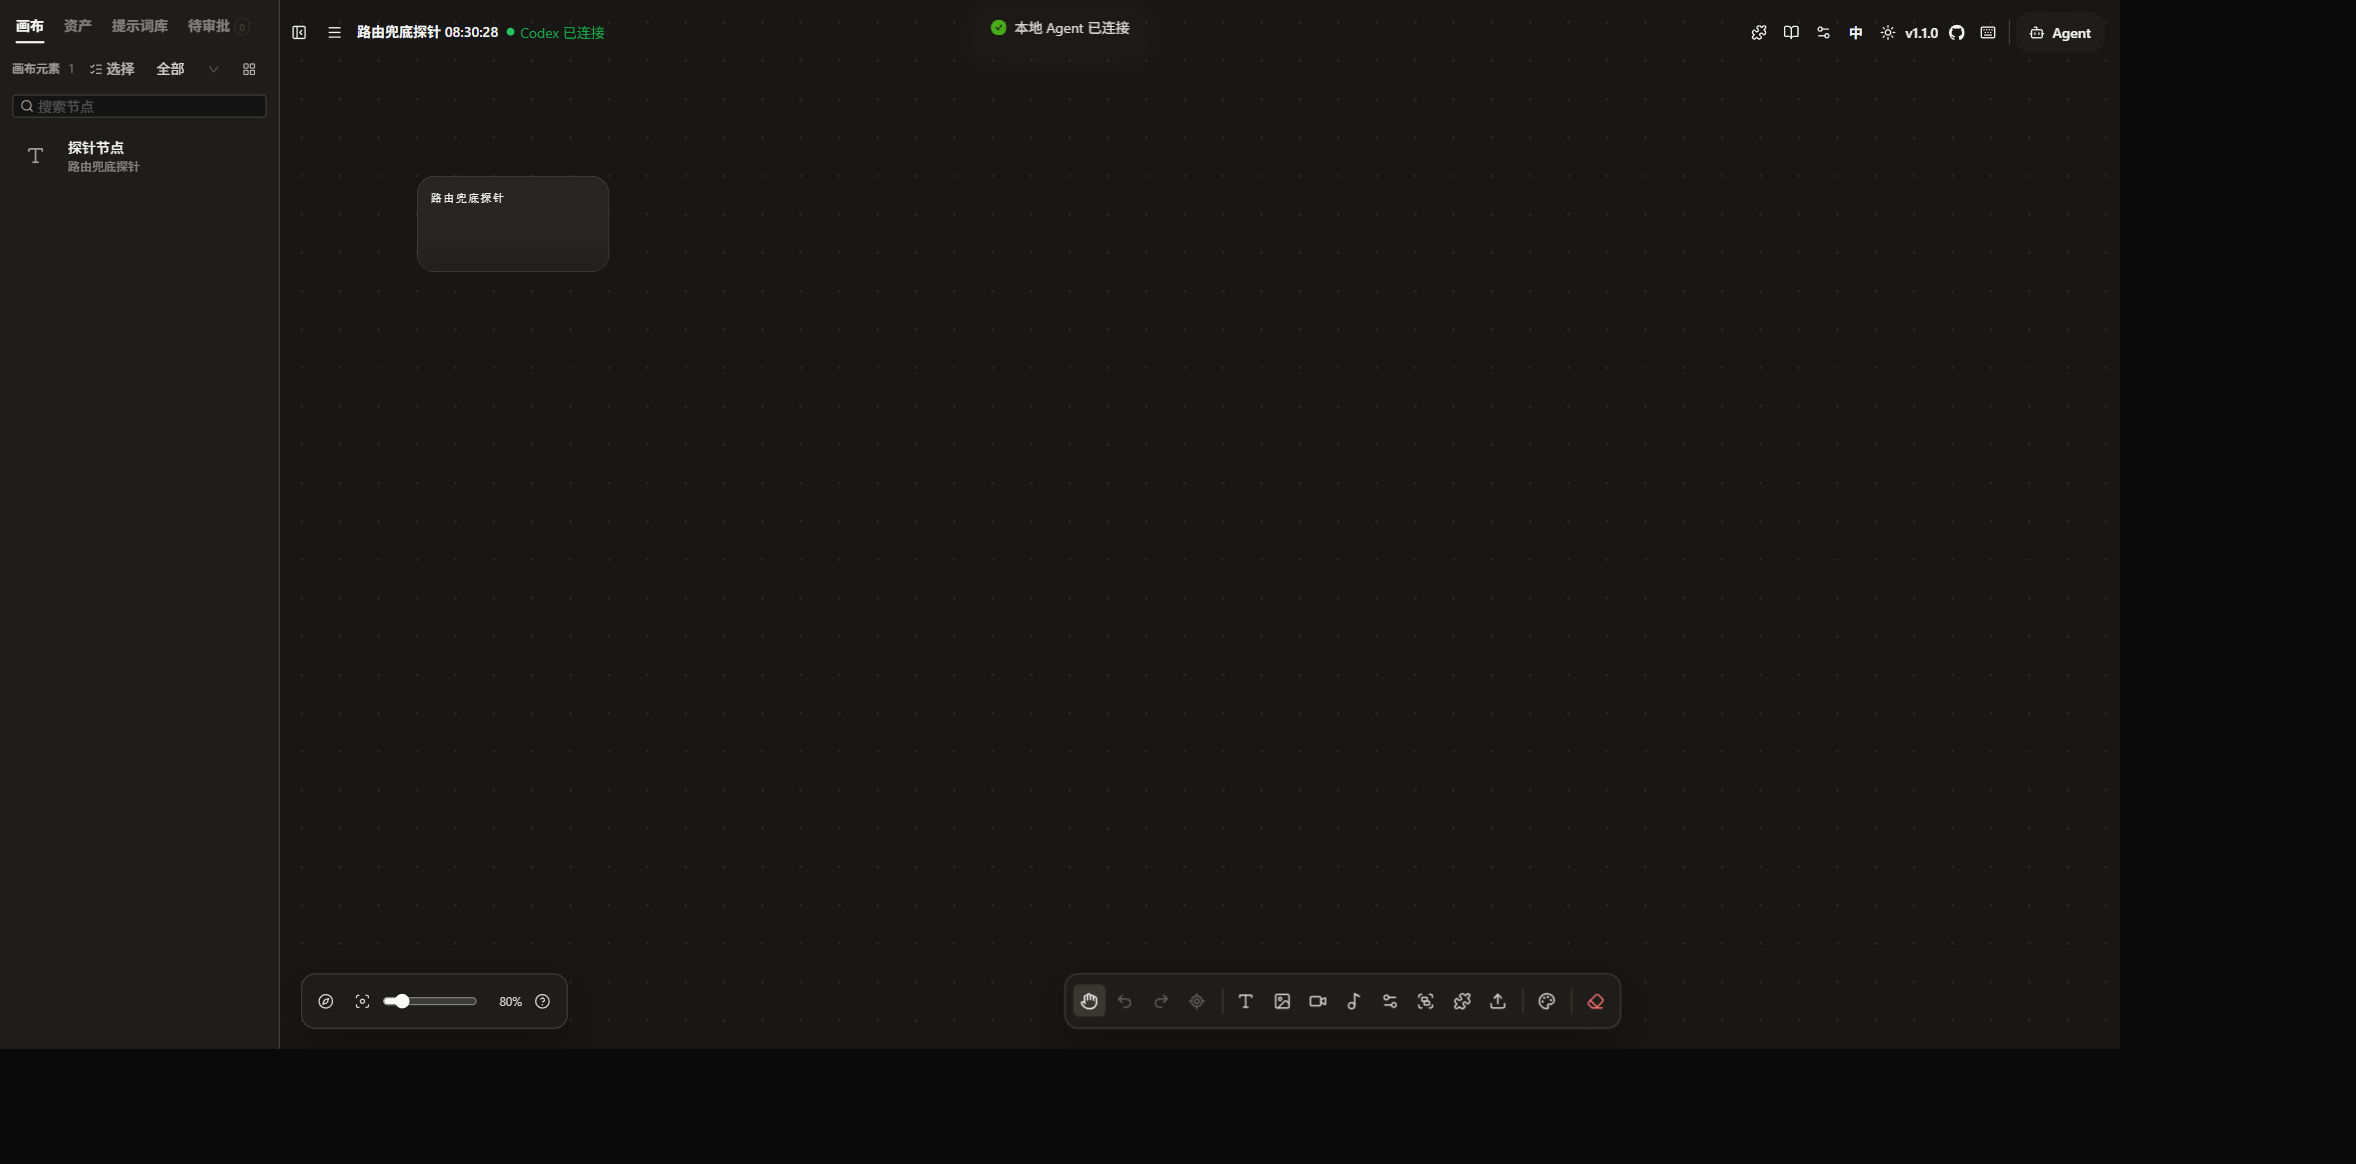 画布 资产 提示词库 待审批 0
画布元素 1 选择 全部
搜索节点
探针节点
路由兜底探针
路由兜底探针 08:30:28 Codex 已连接
本地 Agent 已连接
中 v1.1.0 Agent
路由兜底探针
80%